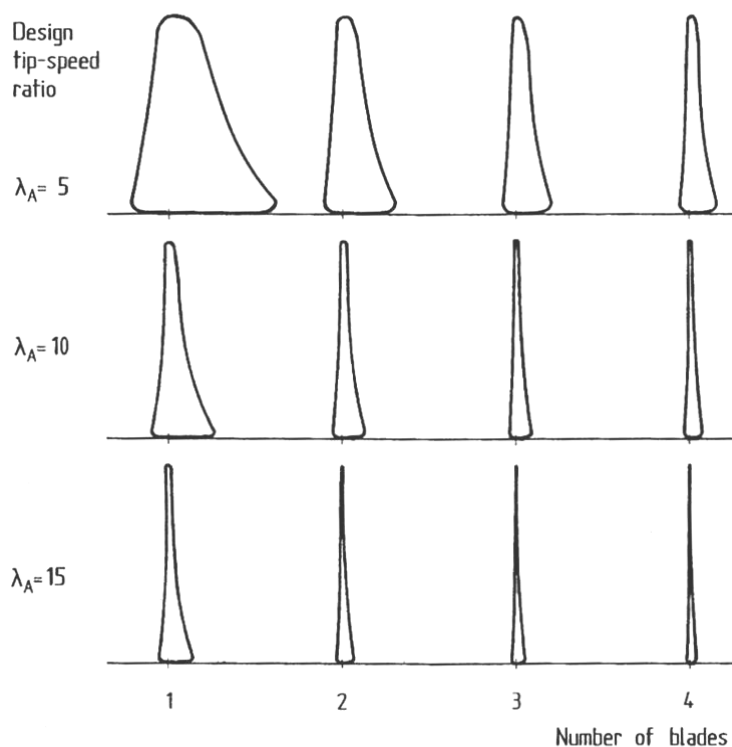 Design
tip-speed
ratio
λA= 5
λA= 10
λA= 15
1 2 3 4
Number of blades